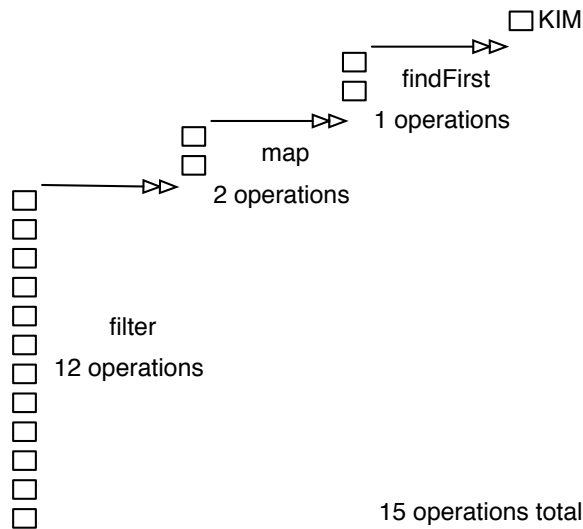 KIM
findFirst
1 operations
map
2 operations
filter
12 operations
15 operations total